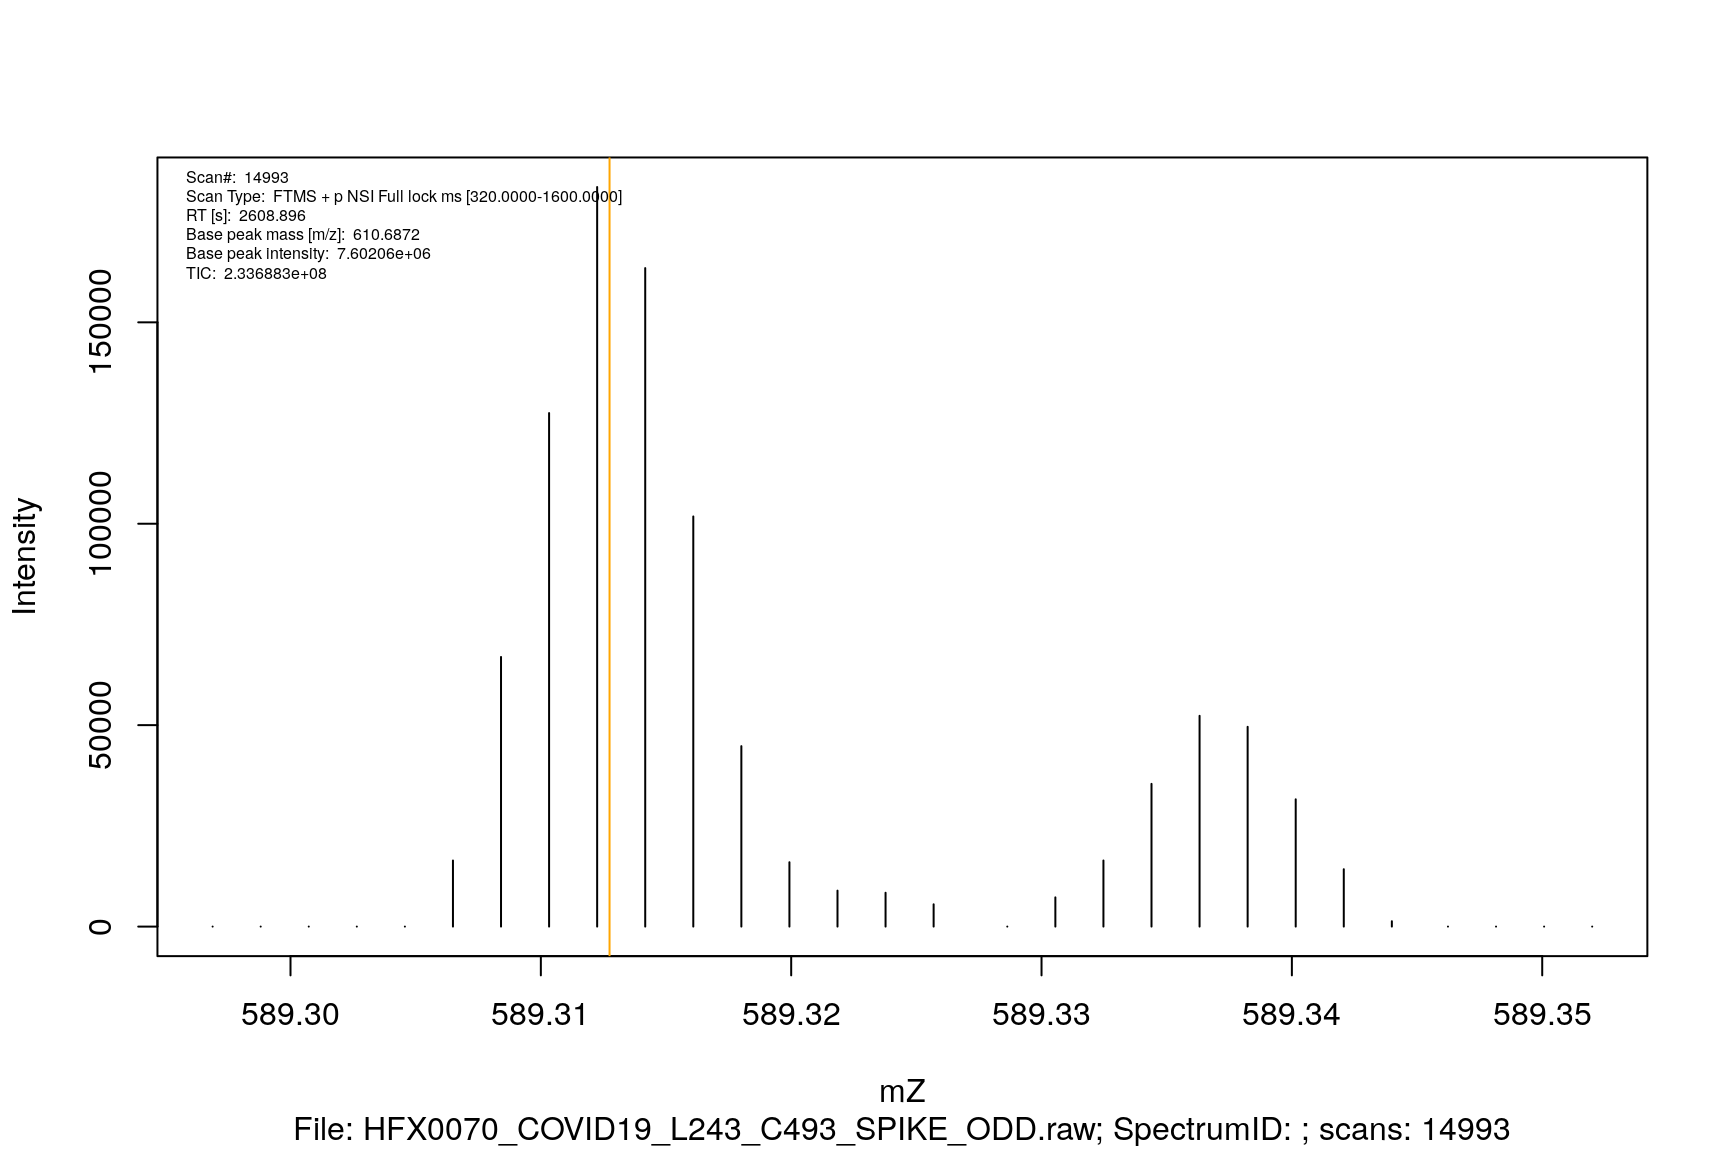 Scan#: 14993
Scan Type: FTMS + p NSI Full lock ms [320.0000-1600.0000]
RT [s]: 2608.896
Base peak mass [m/z]: 610.6872
Base peak intensity: 7.60206e+06
TIC: 2.336883e+08
150000
100000
50000
0
Intensity
589.30 589.31 589.32 589.33 589.34 589.35
mZ
File: HFX0070_COVID19_L243_C493_SPIKE_ODD.raw; SpectrumID: ; scans: 14993